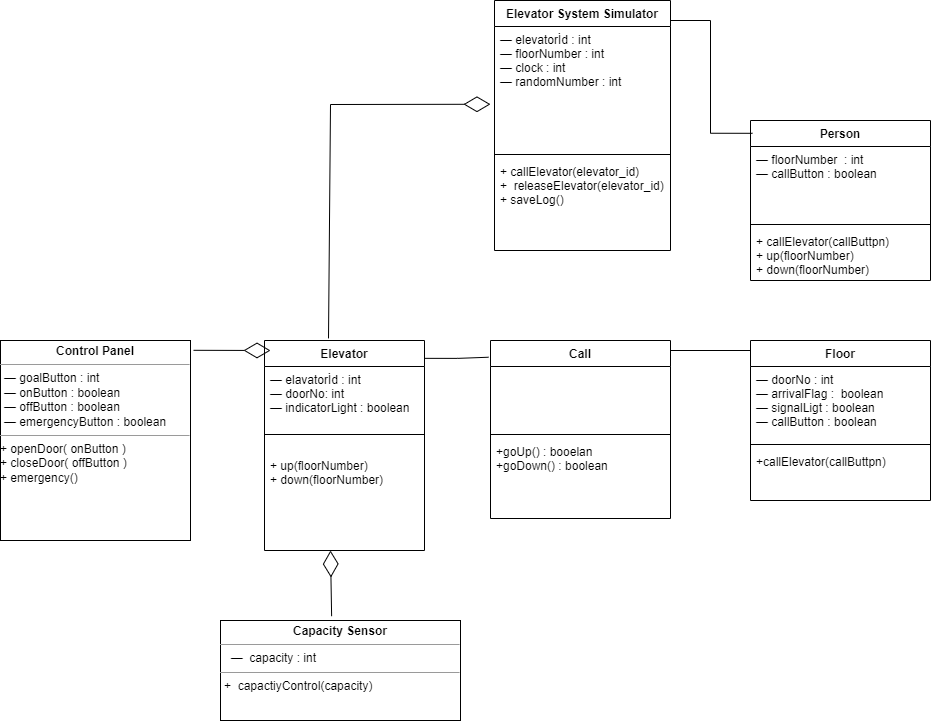 Elevator System Simulator
— elevatorİd : int
— floorNumber : int
— clock : int
— randomNumber : int
+ callElevator(elevator_id)
+ releaseElevator(elevator_id)
+ saveLog()
Person
— floorNumber : int
— callButton : boolean
+ callElevator(callButtpn)
+ up(floorNumber)
+ down(floorNumber)
Control Panel
— goalButton : int
— onButton : boolean
— offButton : boolean
— emergencyButton : boolean
+ openDoor( onButton )
+ closeDoor( offButton )
+ emergency()
Elevator
— elavatorİd : int
— doorNo: int
— indicatorLight : boolean
+ up(floorNumber)
+ down(floorNumber)
Call
+goUp() : booelan
+goDown() : boolean
Floor
— doorNo : int
— arrivalFlag : boolean
— signalLigt : boolean
— callButton : boolean
+callElevator(callButtpn)
Capacity Sensor
— capacity : int
+ capactiyControl(capacity)